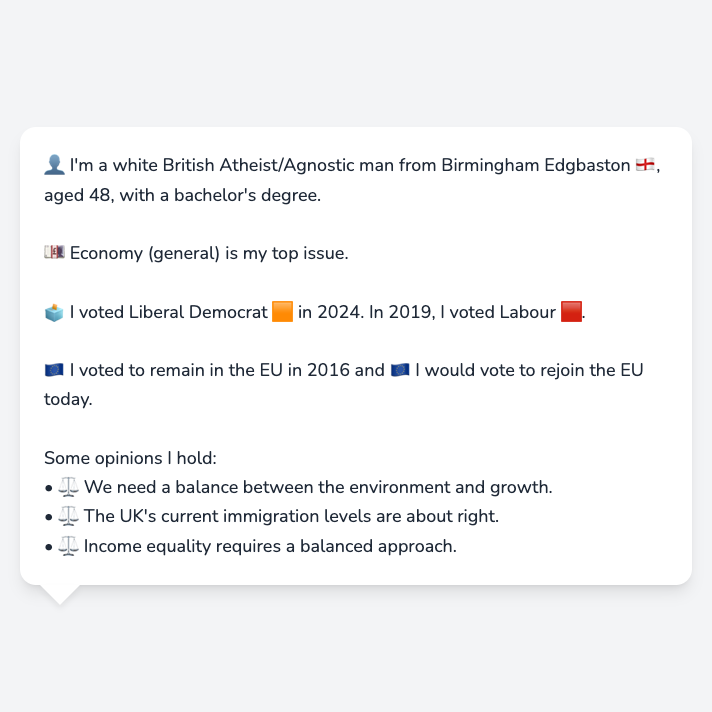 👤 I'm a white British Atheist/Agnostic man from Birmingham Edgbaston 🏴󠁧󠁢󠁥󠁮󠁧󠁿,
aged 48, with a bachelor's degree.
💷 Economy (general) is my top issue.
🗳️ I voted Liberal Democrat 🟧 in 2024. In 2019, I voted Labour 🟥.
🇪🇺 I voted to remain in the EU in 2016 and 🇪🇺 I would vote to rejoin the EU
today.
Some opinions I hold:
• ⚖️ We need a balance between the environment and growth.
• ⚖️ The UK's current immigration levels are about right.
• ⚖️ Income equality requires a balanced approach.